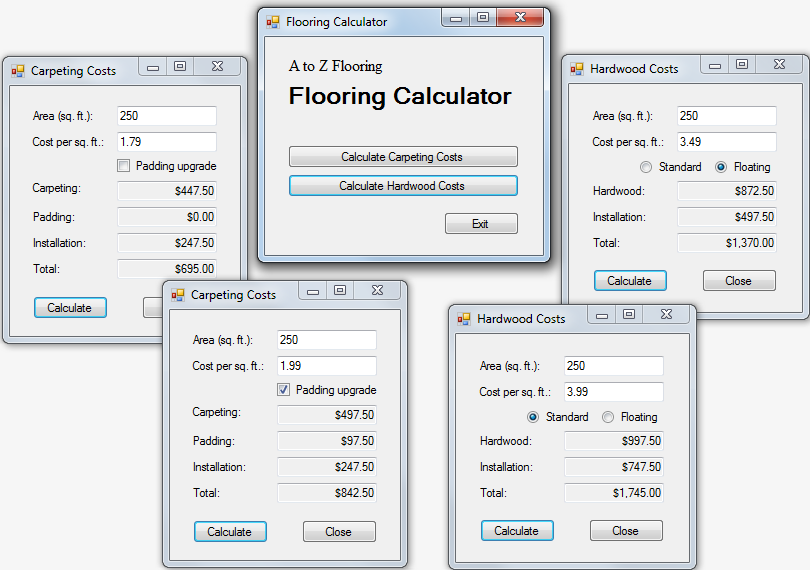 Flooring Calculator
A to Z Flooring
Flooring Calculator
Calculate Carpeting Costs
Calculate Hardwood Costs
Exit
Carpeting Costs
Area (sq. ft.): 250
Cost per sq. ft.: 1.79
Padding upgrade
Carpeting: $447.50
Padding: $0.00
Installation: $247.50
Total: $695.00
Calculate
Hardwood Costs
Area (sq. ft.): 250
Cost per sq. ft.: 3.49
Standard Floating
Hardwood: $872.50
Installation: $497.50
Total: $1,370.00
Calculate Close
Carpeting Costs
Area (sq. ft.): 250
Cost per sq. ft.: 1.99
Padding upgrade
Carpeting: $497.50
Padding: $97.50
Installation: $247.50
Total: $842.50
Calculate Close
Hardwood Costs
Area (sq. ft.): 250
Cost per sq. ft.: 3.99
Standard Floating
Hardwood: $997.50
Installation: $747.50
Total: $1,745.00
Calculate Close